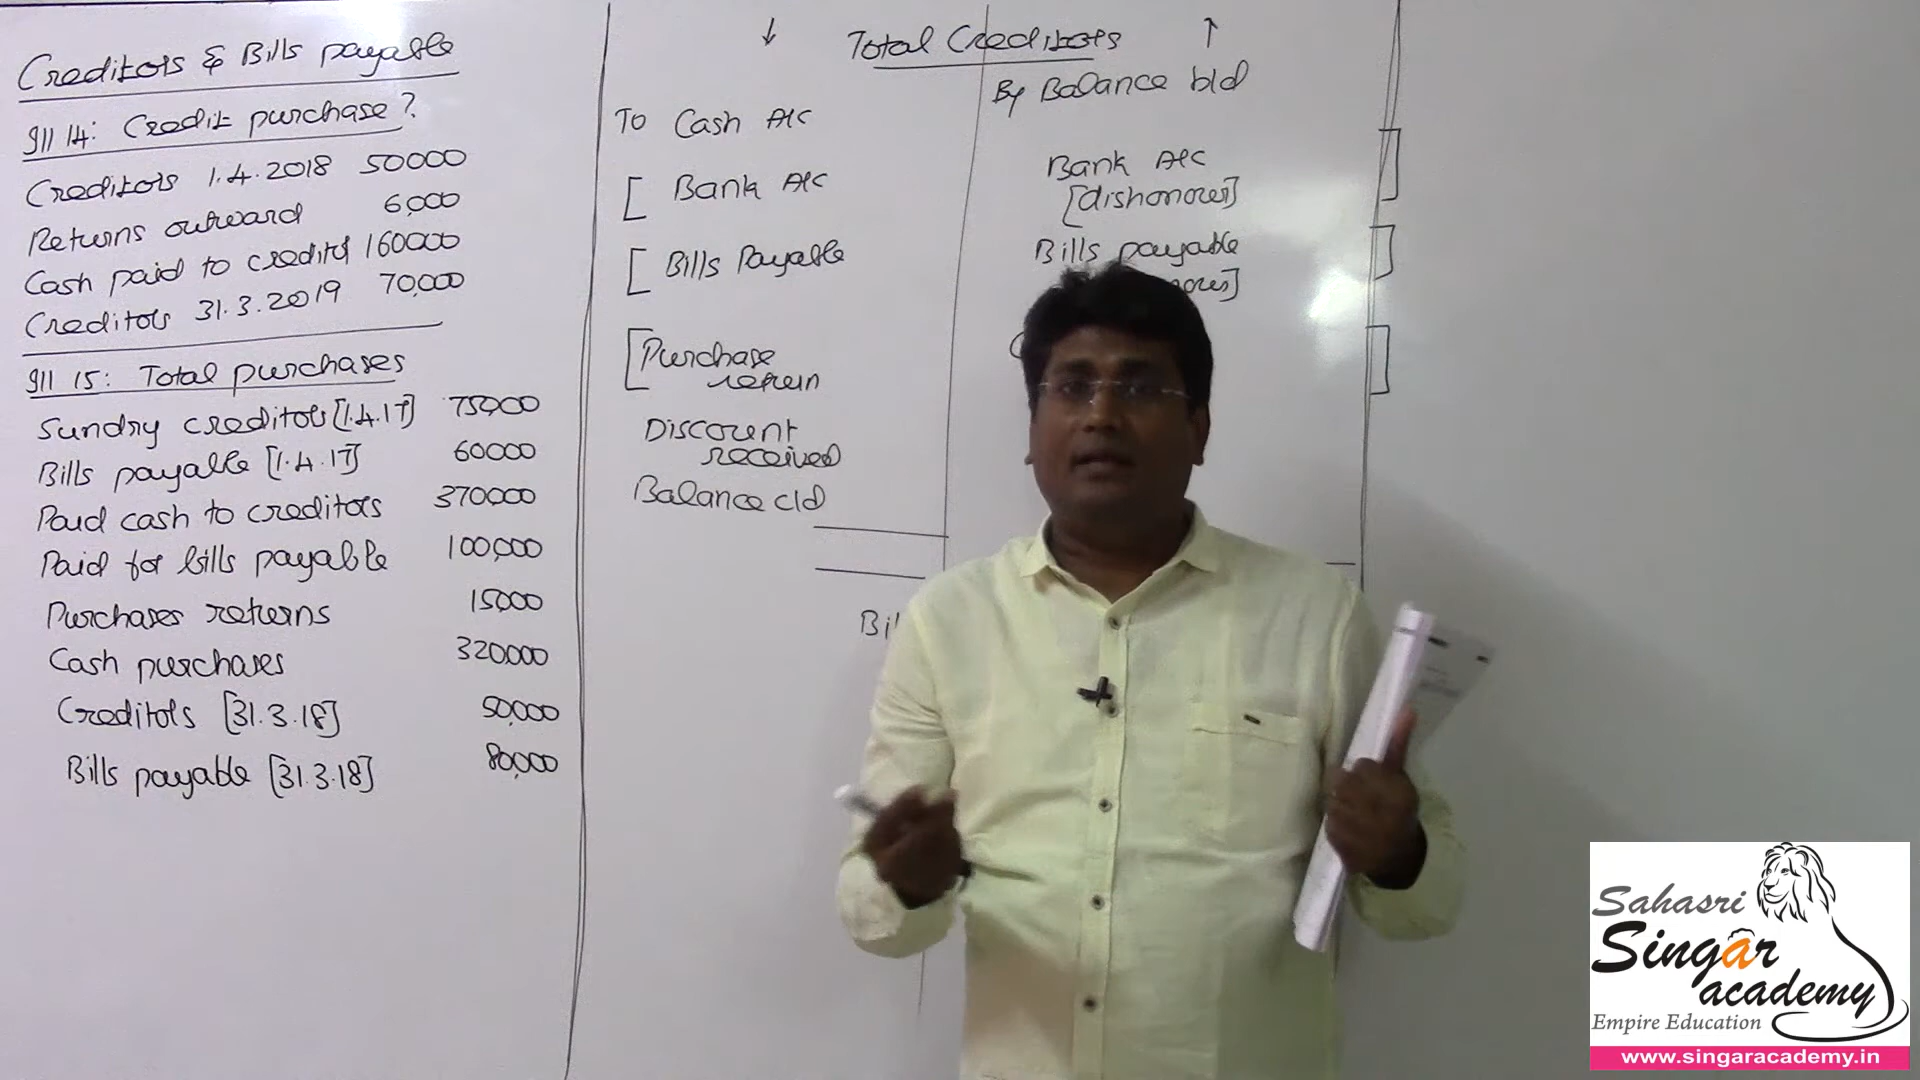 Creditors & Bills payable
Ill 14: Credit purchase?
Creditors 1.4.2018 50000
Returns outward 6,000
Cash paid to creditors 160000
Creditors 31.3.2019 70,000
Ill 15: Total purchases
Sundry creditors [1.4.17] 75000
Bills payable [1.4.17] 60000
Paid cash to creditors 370000
Paid for bills payable 100,000
Purchases returns 15000
Cash purchases 320000
Creditors [31.3.18] 50,000
Bills payable [31.3.18] 80,000
↓ Total Creditors ↑
To Cash A/C
[ Bank A/C
[ Bills Payable
[Purchase
return
Discount
received
Balance c/d
By Balance b/d
Bank A/C
[dishonour]
Bills payable
Bil
Sahasri
Singar
academy
Empire Education
www.singaracademy.in